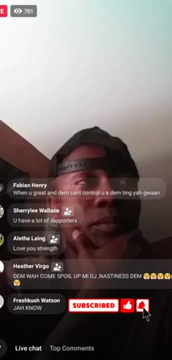 E
701
Fabian Henry
When u great and dem cant control u a dem ting yah gwaan
Sherrylee Wallace
U have a lot of supporters
Aletha Laing
Love you strength
Heather Virgo
DEM WAH COME SPOIL UP MI DJ ,NASTINESS DEM
Freshkush Watson
JAH KNOW
SUBSCRIBED
Live chat Top Comments